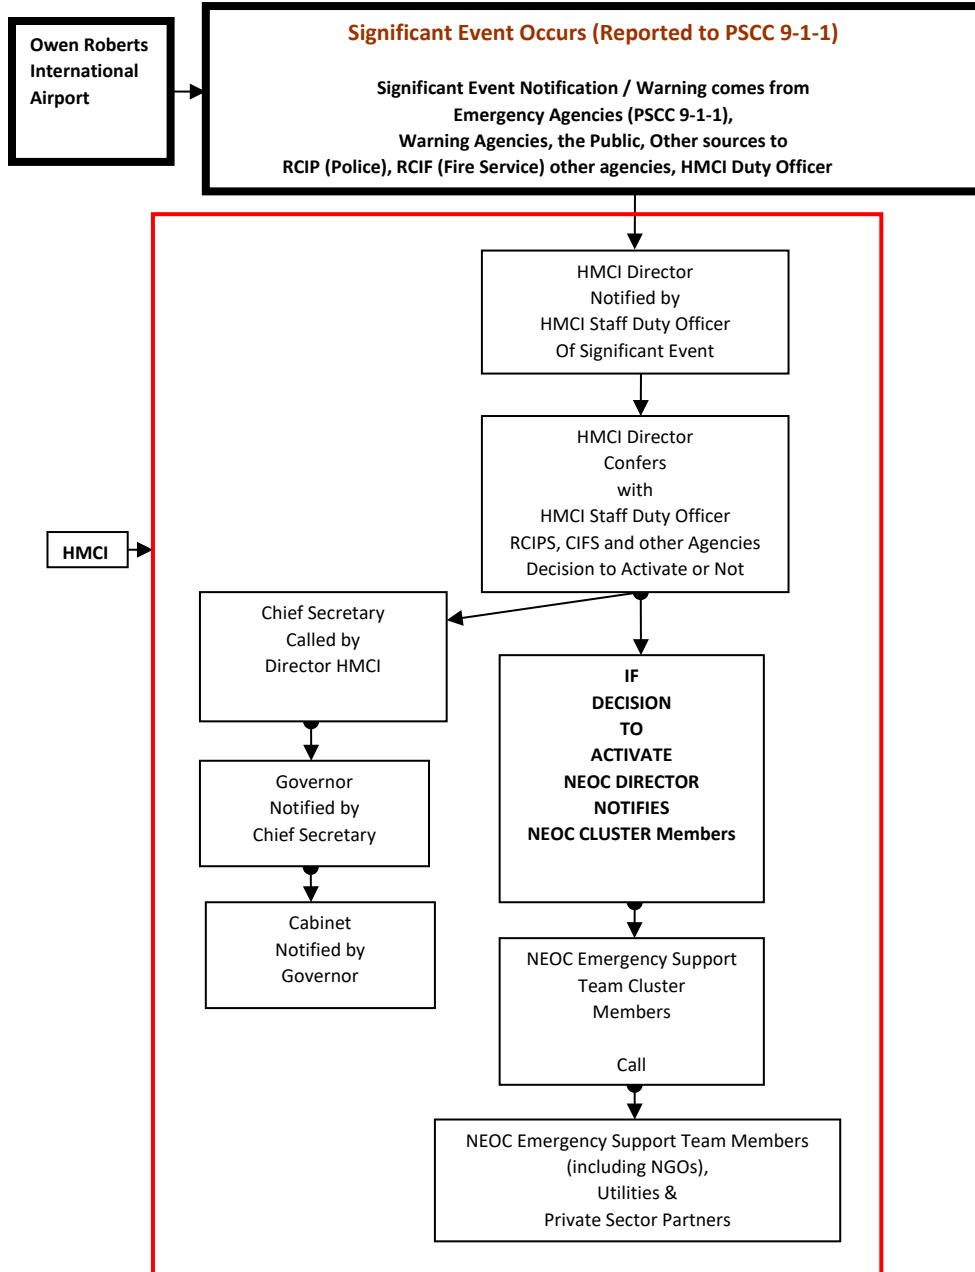 Owen Roberts
International
Airport
Significant Event Occurs (Reported to PSCC 9-1-1)
Significant Event Notification / Warning comes from
Emergency Agencies (PSCC 9-1-1),
Warning Agencies, the Public, Other sources to
RCIP (Police), RCIF (Fire Service) other agencies, HMCI Duty Officer
HMCI Director
Notified by
HMCI Staff Duty Officer
Of Significant Event
HMCI Director
Confers
with
HMCI Staff Duty Officer
RCIPS, CIFS and other Agencies
Decision to Activate or Not
HMCI
Chief Secretary
Called by
Director HMCI
Governor
Notified by
Chief Secretary
Cabinet
Notified by
Governor
IF
DECISION
TO
ACTIVATE
NEOC DIRECTOR
NOTIFIES
NEOC CLUSTER Members
NEOC Emergency Support
Team Cluster
Members
Call
NEOC Emergency Support Team Members
(including NGOs),
Utilities &
Private Sector Partners